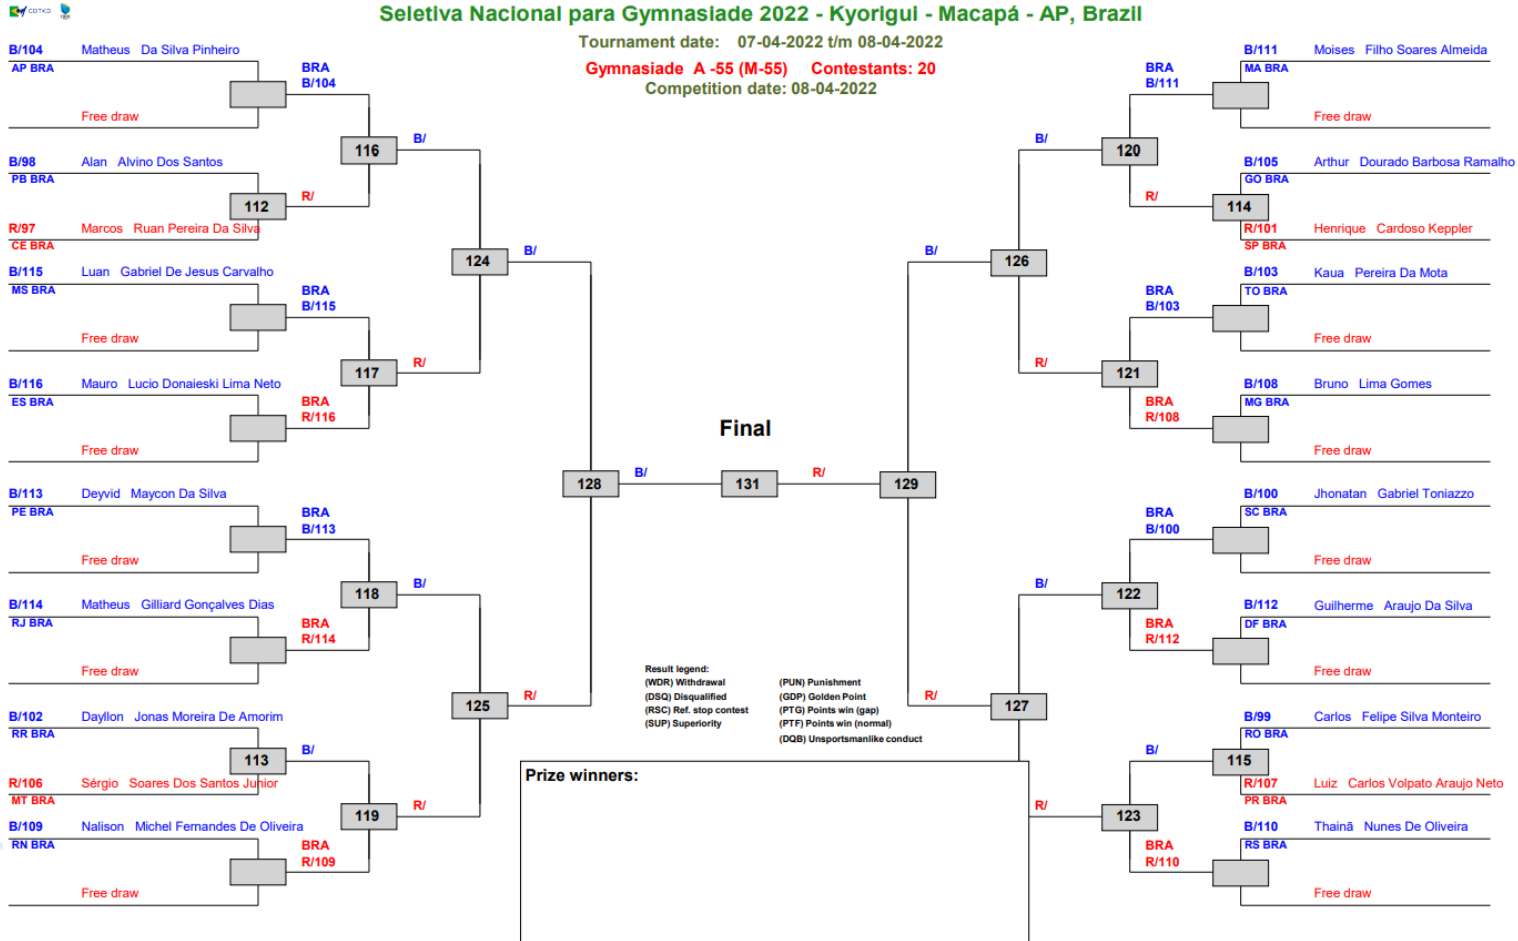 CBTKD
Seletiva Nacional para Gymnasiade 2022 - Kyorigui - Macapá - AP, Brazil
Tournament date: 07-04-2022 t/m 08-04-2022
Gymnasiade A -55 (M-55) Contestants: 20
Competition date: 08-04-2022
B/104 Matheus Da Silva Pinheiro
AP BRA
BRA
B/104
Free draw
116
B/
B/98 Alan Alvino Dos Santos
PB BRA
112
R/
R/97 Marcos Ruan Pereira Da Silva
CE BRA
124
B/
B/115 Luan Gabriel De Jesus Carvalho
MS BRA
BRA
B/115
Free draw
117
R/
B/116 Mauro Lucio Donaieski Lima Neto
ES BRA
BRA
R/116
Free draw
128
B/
B/113 Deyvid Maycon Da Silva
PE BRA
BRA
B/113
Free draw
118
B/
B/114 Matheus Gilliard Gonçalves Dias
RJ BRA
BRA
R/114
Free draw
125
R/
B/102 Dayllon Jonas Moreira De Amorim
RR BRA
113
B/
R/106 Sérgio Soares Dos Santos Junior
MT BRA
119
R/
B/109 Nalison Michel Fernandes De Oliveira
RN BRA
BRA
R/109
Free draw
Final
131
R/
129
Result legend:
(WDR) Withdrawal
(DSQ) Disqualified
(RSC) Ref. stop contest
(SUP) Superiority
(PUN) Punishment
(GDP) Golden Point
(PTG) Points win (gap)
(PTF) Points win (normal)
(DQB) Unsportsmanlike conduct
Prize winners:
B/111 Moises Filho Soares Almeida
MA BRA
BRA
B/111
Free draw
B/
120
B/105 Arthur Dourado Barbosa Ramalho
GO BRA
R/
114
R/101 Henrique Cardoso Keppler
SP BRA
B/
126
B/103 Kaua Pereira Da Mota
TO BRA
BRA
B/103
Free draw
R/
121
B/108 Bruno Lima Gomes
MG BRA
BRA
R/108
Free draw
B/100 Jhonatan Gabriel Toniazzo
SC BRA
BRA
B/100
Free draw
B/
122
B/112 Guilherme Araujo Da Silva
DF BRA
BRA
R/112
Free draw
R/
127
B/99 Carlos Felipe Silva Monteiro
RO BRA
B/
115
R/107 Luiz Carlos Volpato Araujo Neto
PR BRA
R/
123
B/110 Thainã Nunes De Oliveira
RS BRA
BRA
R/110
Free draw